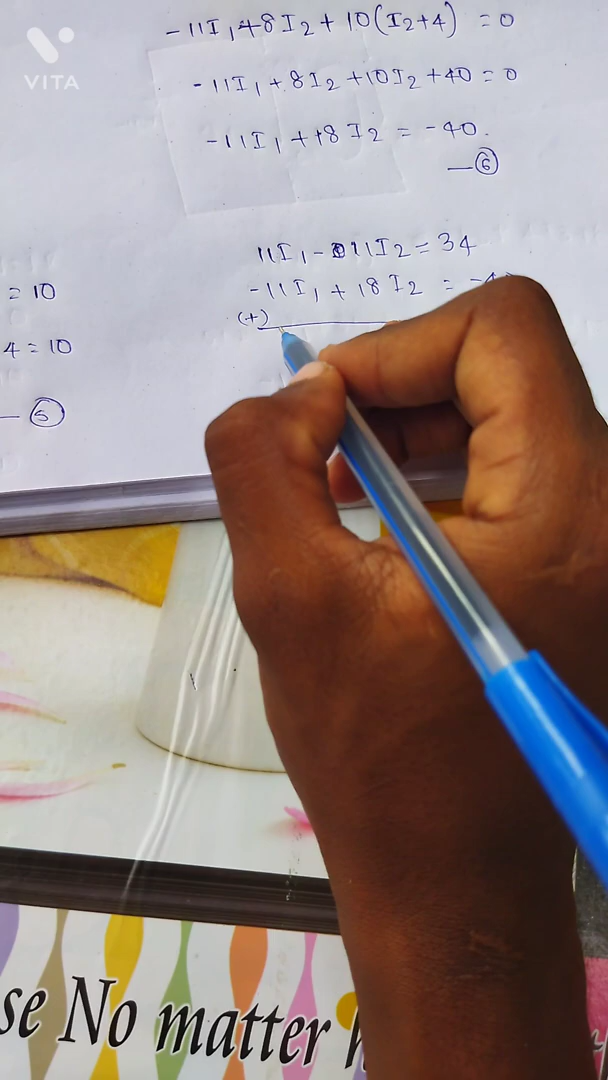 VITA
-11I₁+8I₂+10(I₂+4) = 0
-11I₁+8I₂+10I₂+40=0
-11I₁+18I₂ = -40.
—⑥
11I₁-11I₂=34
-11I₁+18I₂ =
(+)
= 10
4=10
—⑤
se No matter